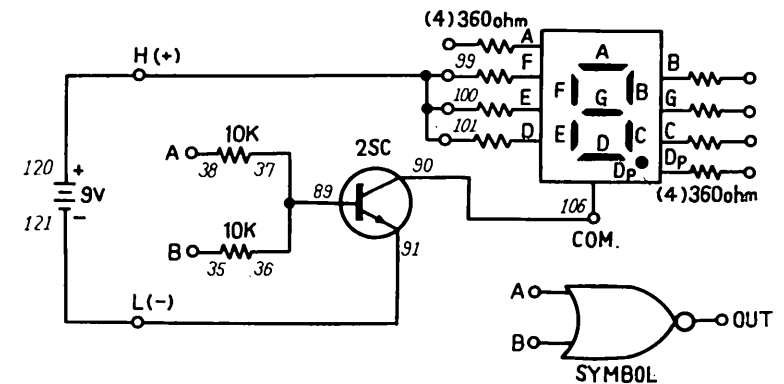 (4)360ohm
H(+)
A
B
99
F
A
100
E
F
B
G
G
101
D
E
C
C
D
DP
DP
(4)360ohm
10K
A
38 37
2SC
90
120
+
9V
121
−
89
106
COM.
10K
B
35 36
91
L(−)
A
B
OUT
SYMBOL